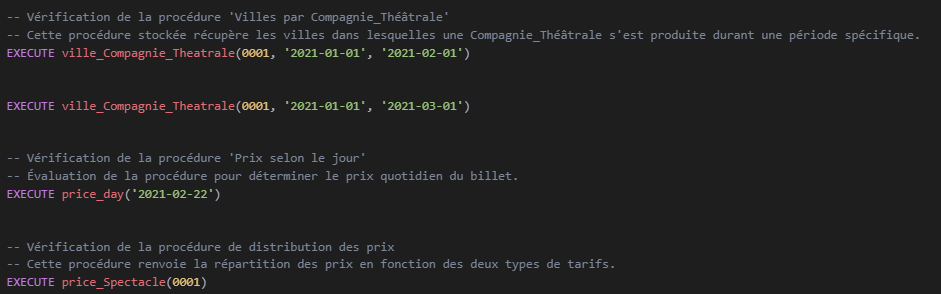 -- Vérification de la procédure 'Villes par Compagnie_Théâtrale'
-- Cette procédure stockée récupère les villes dans lesquelles une Compagnie_Théâtrale s'est produite durant une période spécifique.
EXECUTE ville_Compagnie_Theatrale(0001, '2021-01-01', '2021-02-01')
EXECUTE ville_Compagnie_Theatrale(0001, '2021-01-01', '2021-03-01')
-- Vérification de la procédure 'Prix selon le jour'
-- Évaluation de la procédure pour déterminer le prix quotidien du billet.
EXECUTE price_day('2021-02-22')
-- Vérification de la procédure de distribution des prix
-- Cette procédure renvoie la répartition des prix en fonction des deux types de tarifs.
EXECUTE price_Spectacle(0001)